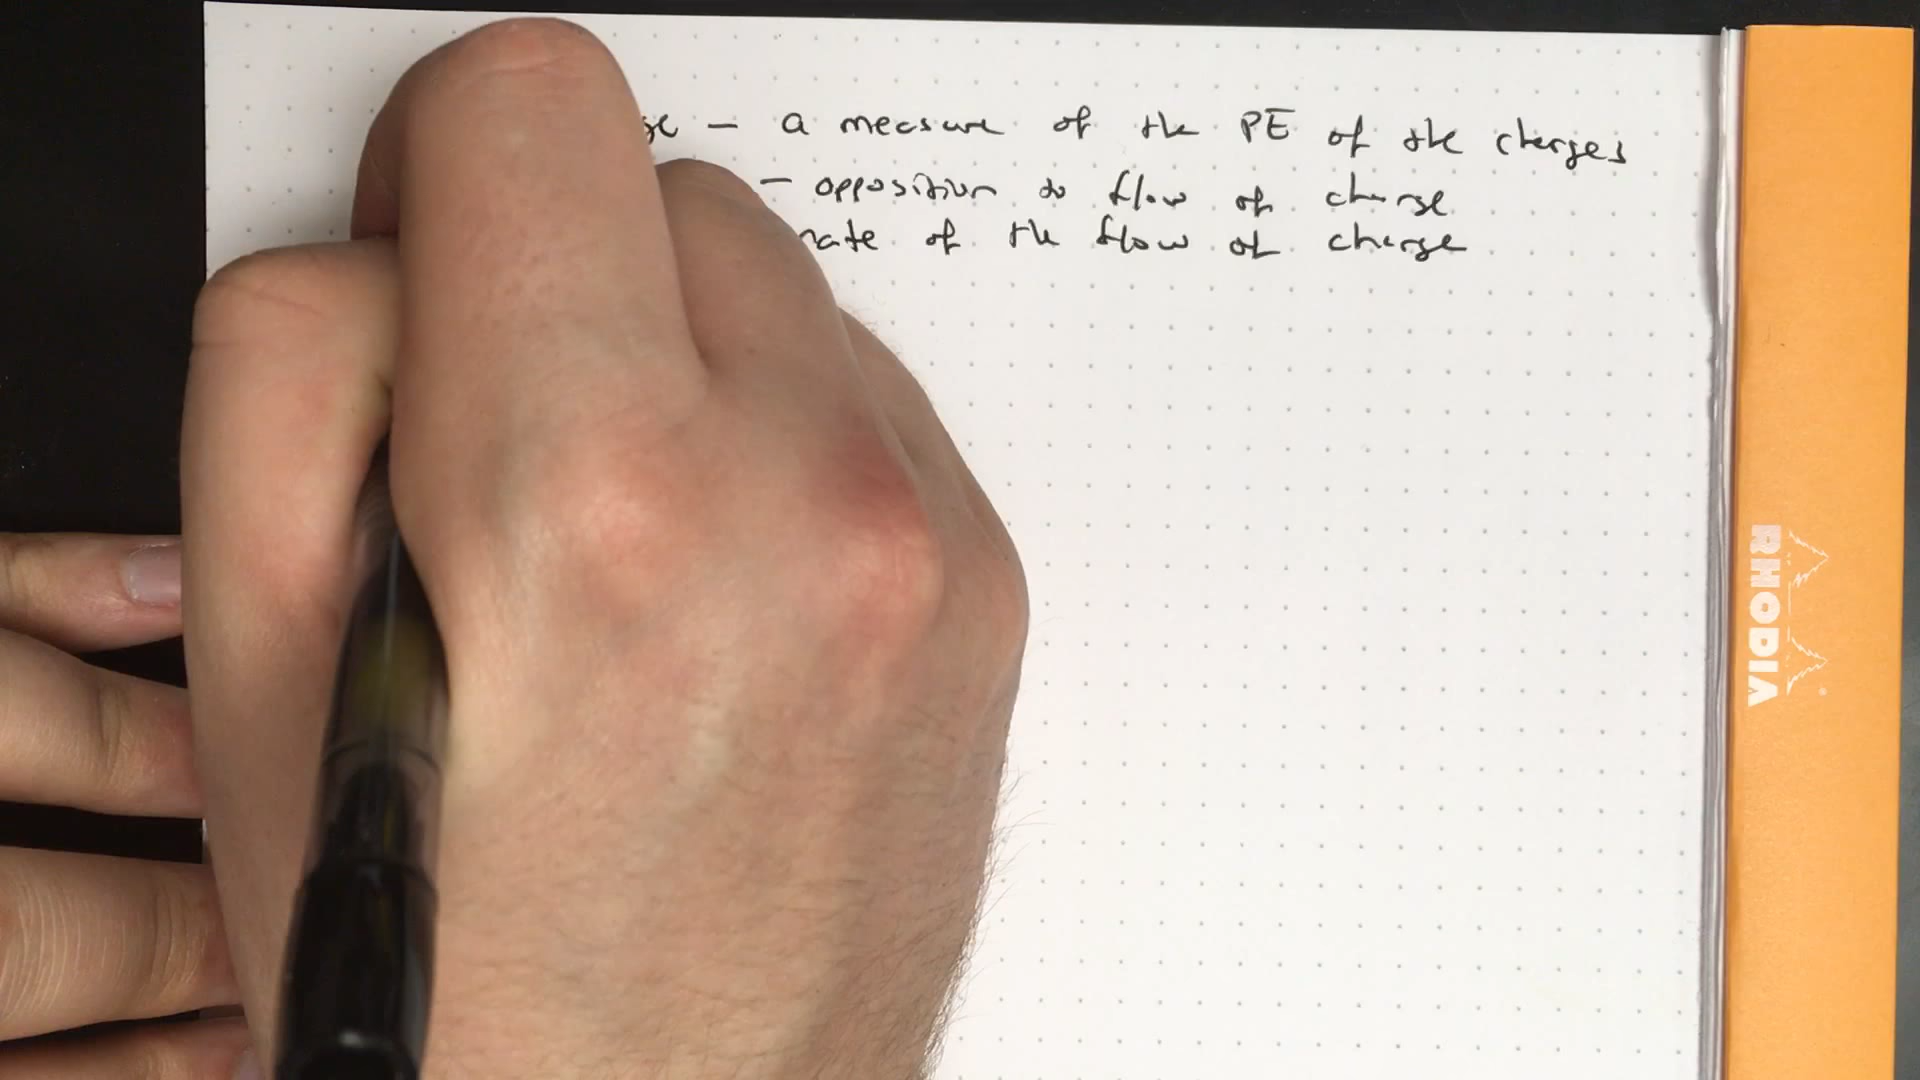 — a measure of the PE of the charges
— opposition to flow of charge
rate of the flow of charge
RHODIA